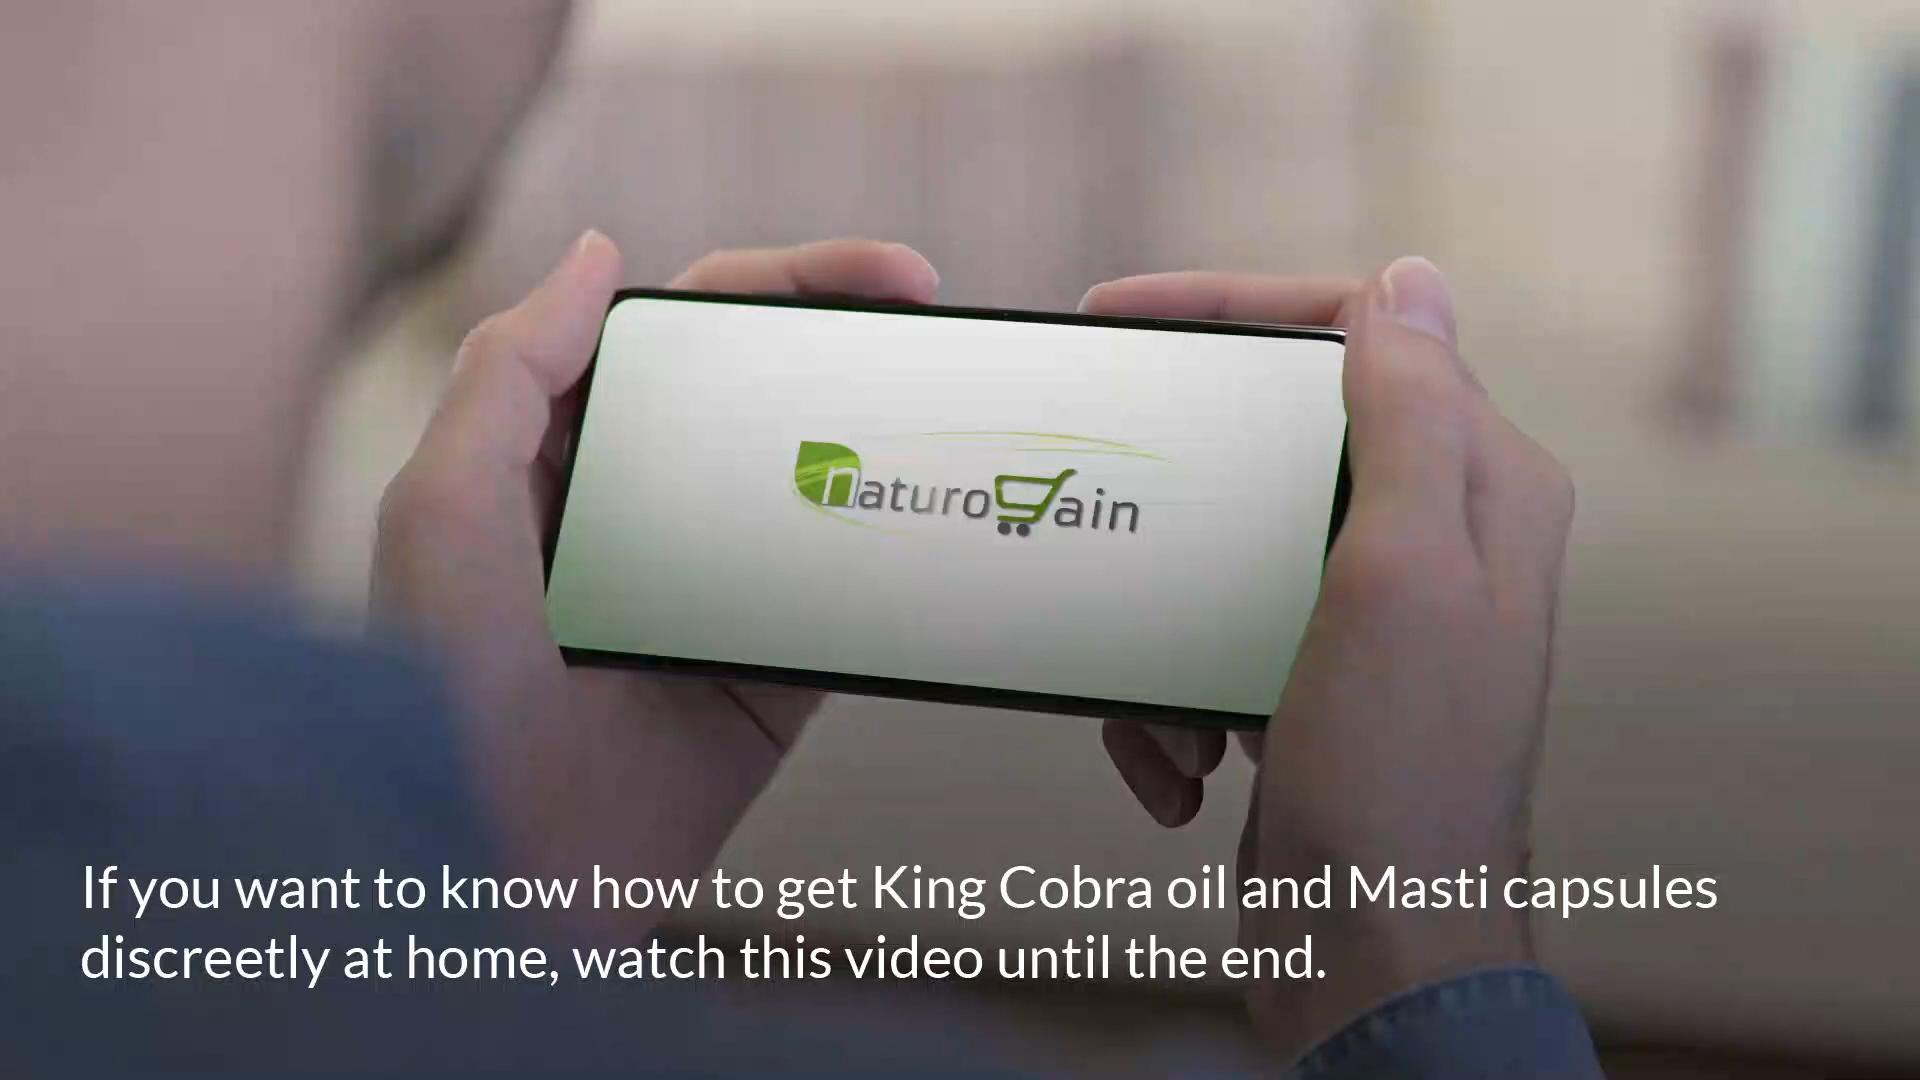 naturogain
If you want to know how to get King Cobra oil and Masti capsules
discreetly at home, watch this video until the end.